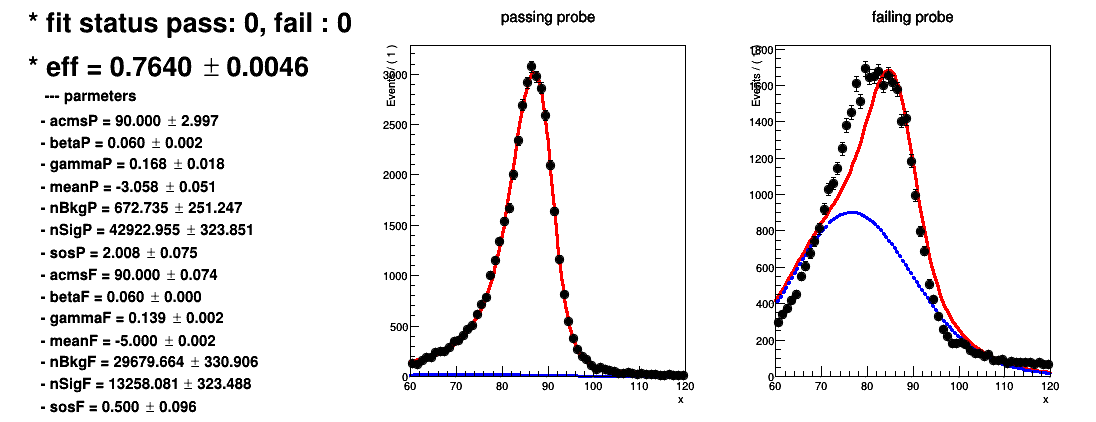 * fit status pass: 0, fail : 0
* eff = 0.7640 ± 0.0046
--- parmeters
- acmsP = 90.000 ± 2.997
- betaP = 0.060 ± 0.002
- gammaP = 0.168 ± 0.018
- meanP = -3.058 ± 0.051
- nBkgP = 672.735 ± 251.247
- nSigP = 42922.955 ± 323.851
- sosP = 2.008 ± 0.075
- acmsF = 90.000 ± 0.074
- betaF = 0.060 ± 0.000
- gammaF = 0.139 ± 0.002
- meanF = -5.000 ± 0.002
- nBkgF = 29679.664 ± 330.906
- nSigF = 13258.081 ± 323.488
- sosF = 0.500 ± 0.096
passing probe
Events / ( 1 )
3000
2500
2000
1500
1000
500
0
60 70 80 90 100 110 120
x
failing probe
Events / ( 1 )
1800
1600
1400
1200
1000
800
600
400
200
0
60 70 80 90 100 110 120
x